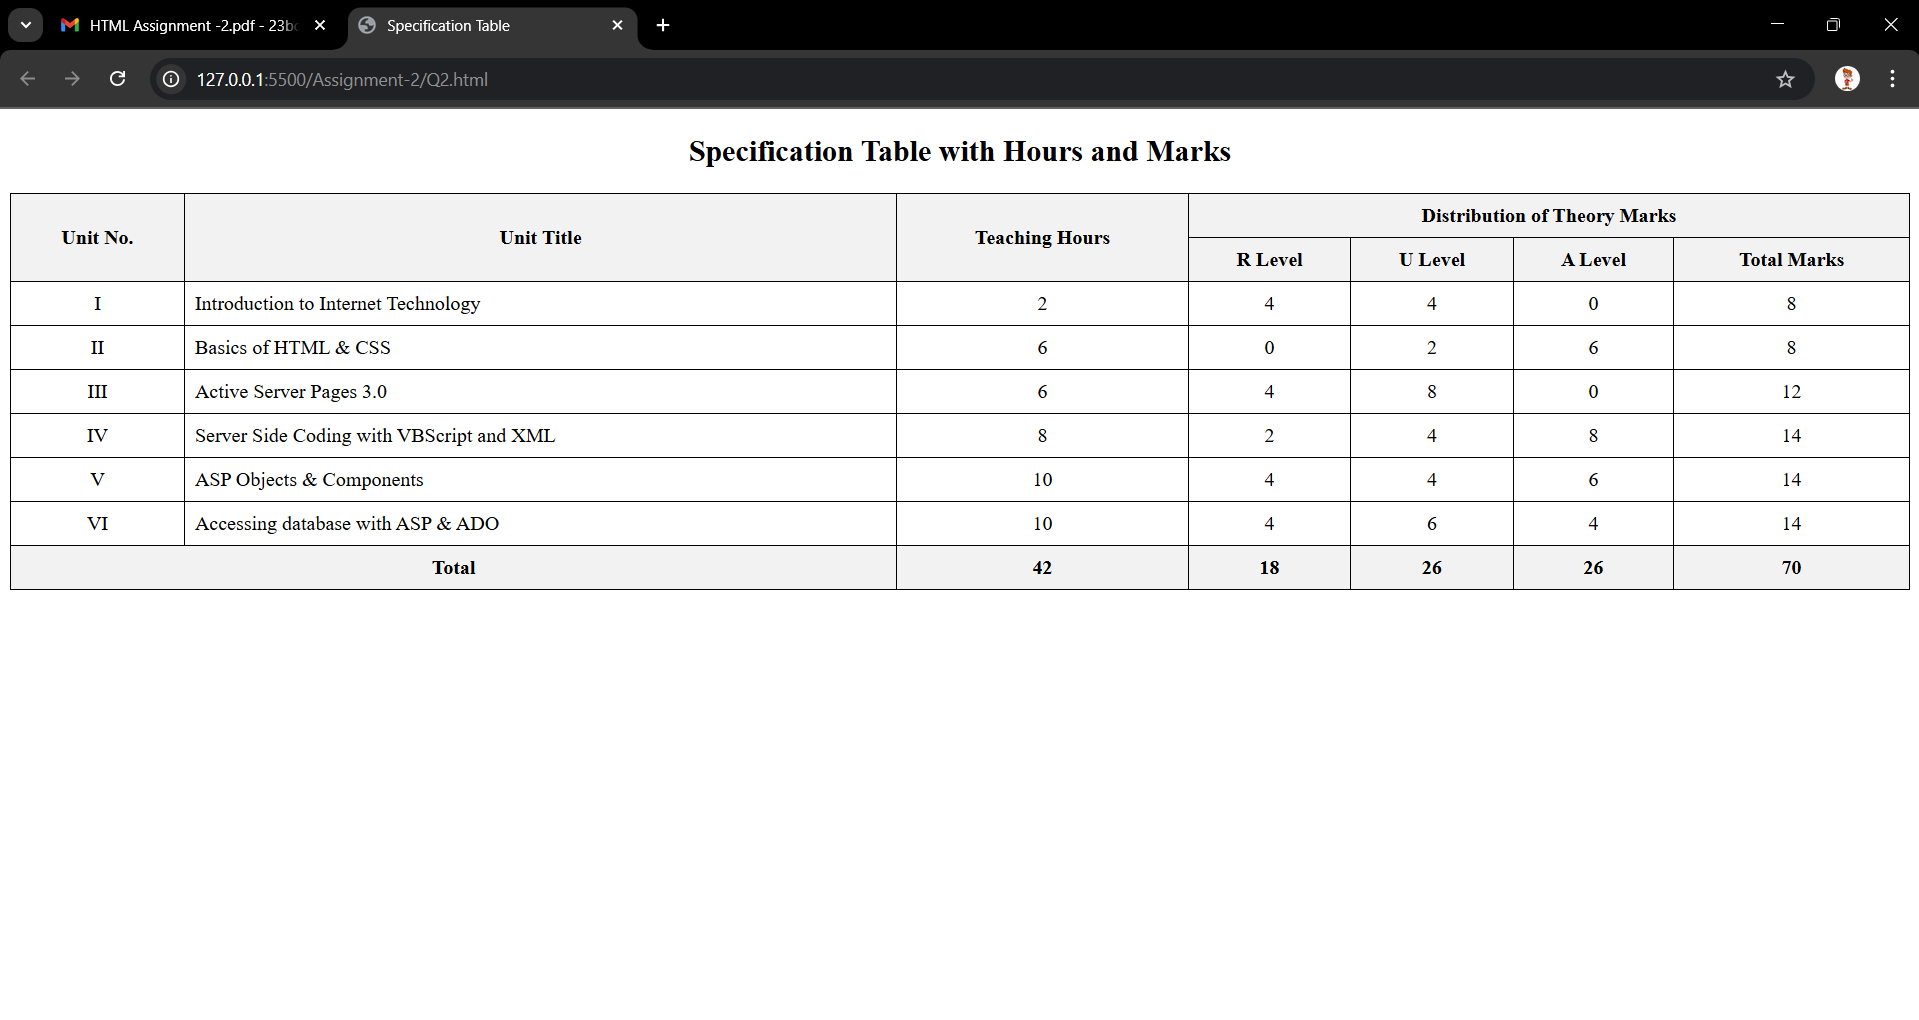 HTML Assignment -2.pdf - 23b
Specification Table
127.0.0.1:5500/Assignment-2/Q2.html
Specification Table with Hours and Marks
Unit No. Unit Title Teaching Hours Distribution of Theory Marks
R Level U Level A Level Total Marks
I Introduction to Internet Technology 2 4 4 0 8
II Basics of HTML & CSS 6 0 2 6 8
III Active Server Pages 3.0 6 4 8 0 12
IV Server Side Coding with VBScript and XML 8 2 4 8 14
V ASP Objects & Components 10 4 4 6 14
VI Accessing database with ASP & ADO 10 4 6 4 14
Total 42 18 26 26 70